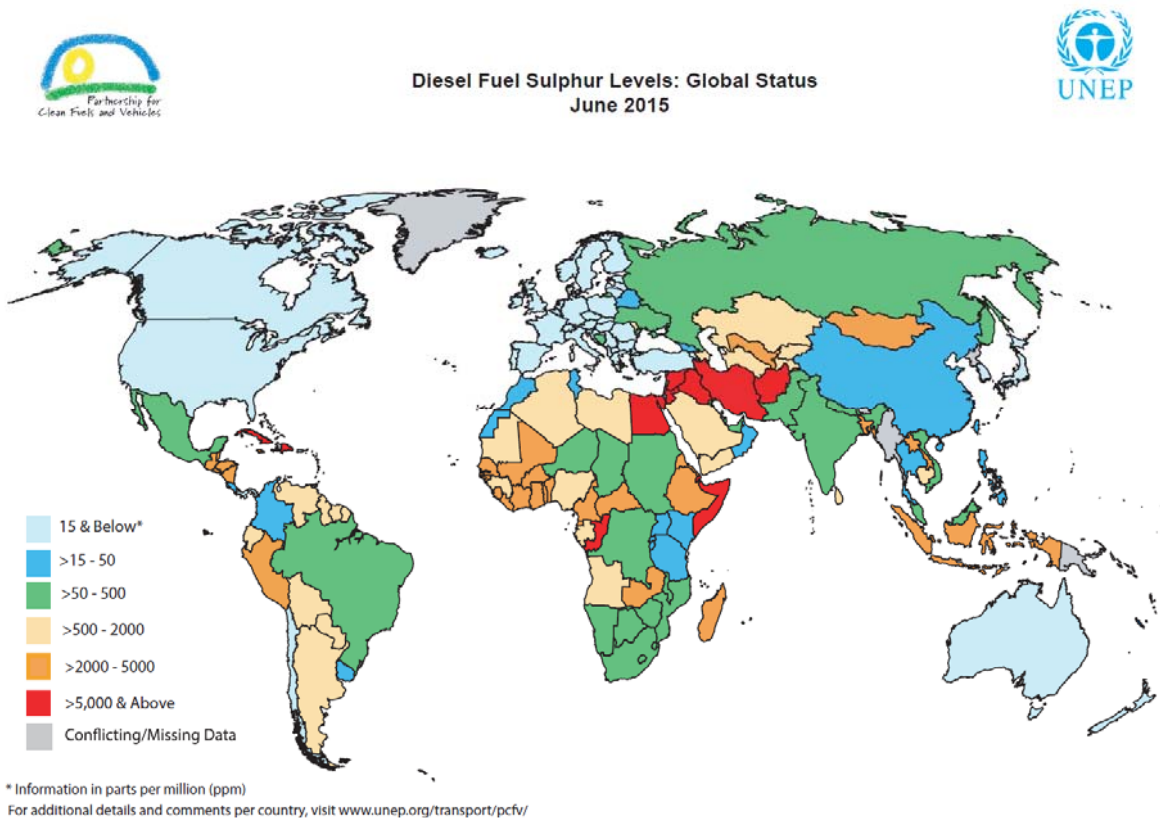 Partnership for
Clean Fuels and Vehicles
Diesel Fuel Sulphur Levels: Global Status
June 2015
UNEP
15 & Below*
>15 - 50
>50 - 500
>500 - 2000
>2000 - 5000
>5,000 & Above
Conflicting/Missing Data
* Information in parts per million (ppm)
For additional details and comments per country, visit www.unep.org/transport/pcfv/